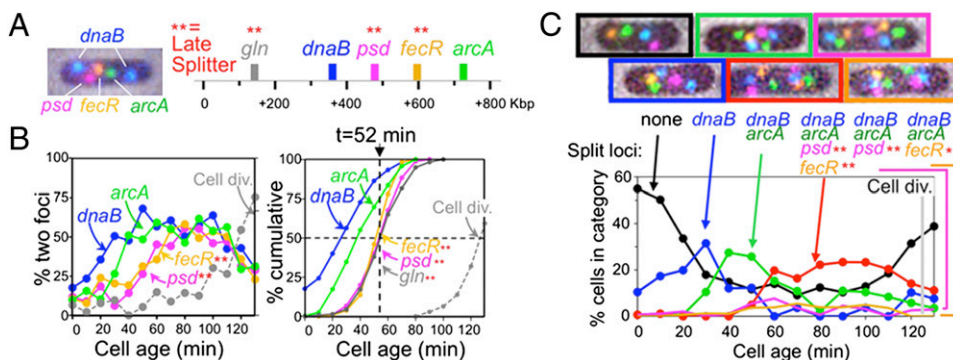 A
dnaB
psd fecR arcA
**=
Late
Splitter
**
gln
dnaB
**
psd
**
fecR
arcA
0 +200 +400 +600 +800 Kbp
B
% two foci
100
75
50
25
0
arcA
dnaB
Cell div.
fecR**
psd**
0 20 40 60 80 100 120
Cell age (min)
t=52 min
% cumulative
100
75
50
25
0
arcA
dnaB
Cell div.
fecR**
psd**
gln**
0 20 40 60 80 100 120
Cell age (min)
C
Split loci:
none
dnaB
dnaB
arcA
dnaB
arcA
psd**
fecR**
dnaB
arcA
psd**
dnaB
arcA
fecR*
% cells in category
60
40
20
0
Cell div.
0 20 40 60 80 100 120
Cell age (min)